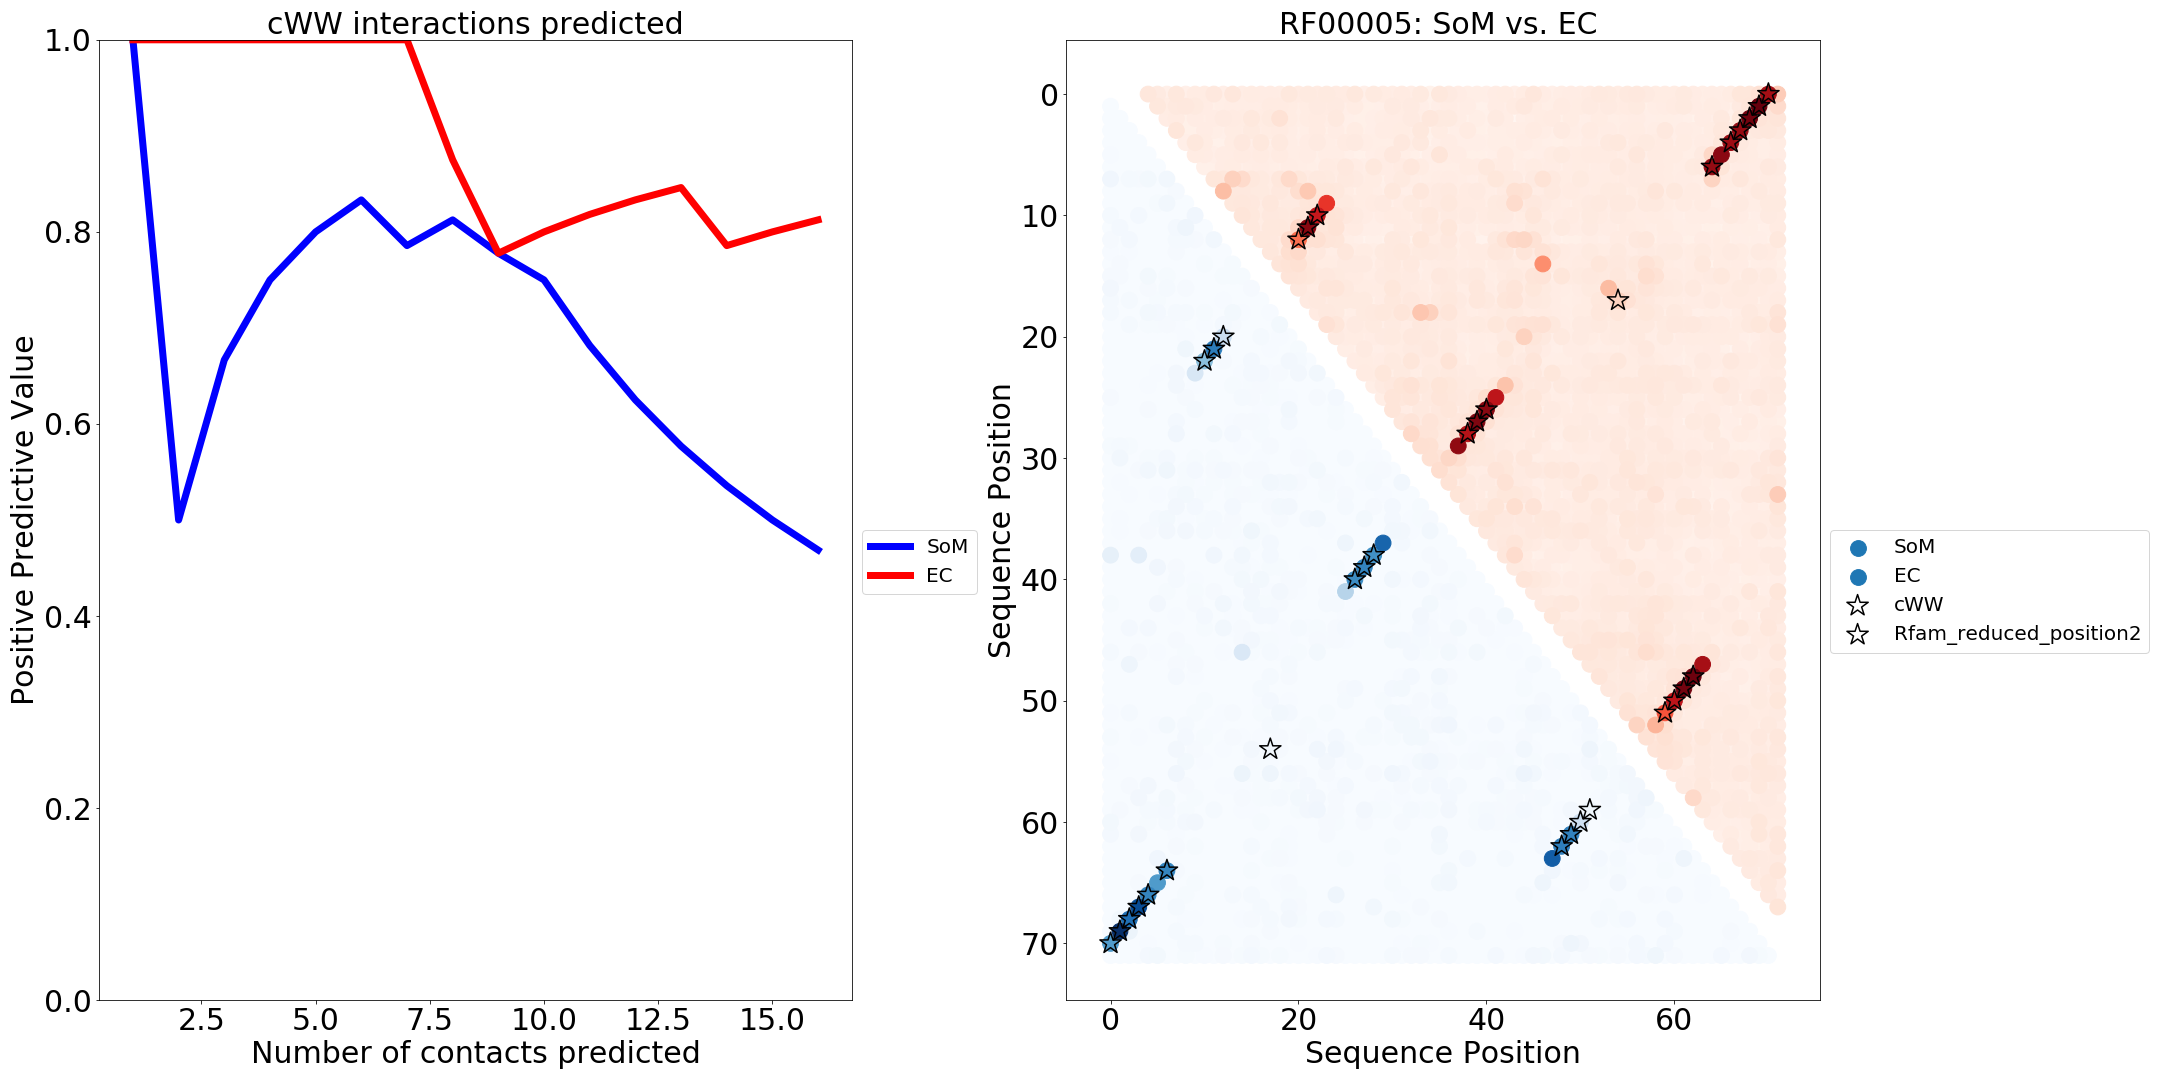 cWW interactions predicted
1.0
0.8
0.6
0.4
0.2
0.0
Positive Predictive Value
2.5 5.0 7.5 10.0 12.5 15.0
Number of contacts predicted
SoM
EC
RF00005: SoM vs. EC
0
10
20
30
40
50
60
70
Sequence Position
0 20 40 60
Sequence Position
SoM
EC
cWW
Rfam_reduced_position2